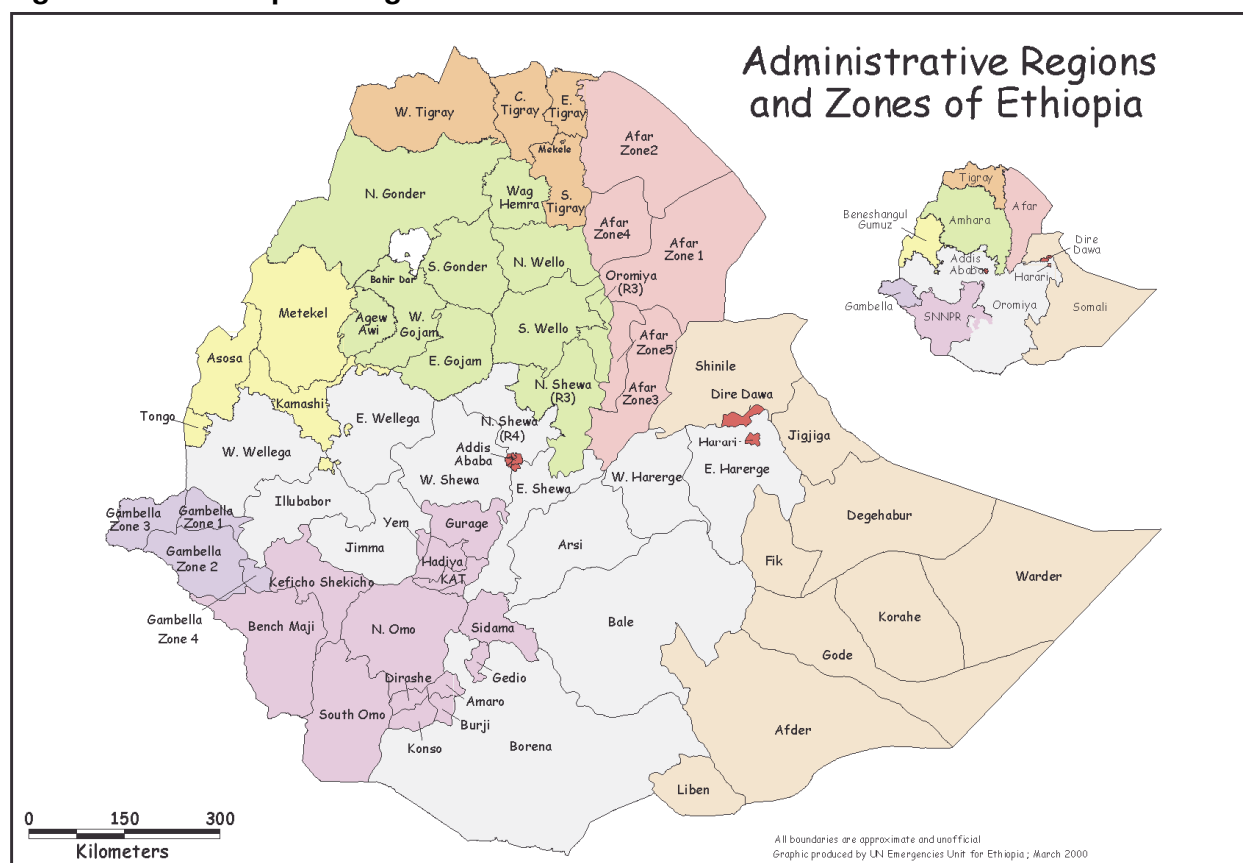 Administrative Regions
and Zones of Ethiopia
W. Tigray
C.
Tigray
E.
Tigray
Mekele
S.
Tigray
Afar
Zone2
N. Gonder
Wag
Hemra
Afar
Zone4
Afar
Zone 1
Bahir Dar
S. Gonder
N. Wello
Oromiya
(R3)
Metekel
Agew
Awi
W.
Gojam
S. Wello
E. Gojam
Afar
Zone5
Asosa
N. Shewa
(R3)
Afar
Zone3
Shinile
Dire Dawa
Kamashi
Tongo
E. Wellega
N. Shewa
(R4)
Harari
Jigjiga
Addis
Ababa
W. Wellega
W. Shewa
E. Shewa
W. Harerge
E. Harerge
Illubabor
Gambella
Zone 3
Gambella
Zone 1
Yem
Gurage
Degehabur
Jimma
Arsi
Gambella
Zone 2
Hadiya
KAT
Fik
Warder
Keficho Shekicho
Gambella
Zone 4
Bench Maji
N. Omo
Sidama
Bale
Korahe
Gode
Gedio
Dirashe
Amaro
Burji
South Omo
Konso
Borena
Afder
Liben
Tigray
Afar
Beneshangul
Gumuz
Amhara
Dire
Dawa
Addis
Ababa
Harari
Gambella
SNNPR
Oromiya
Somali
0 150 300
Kilometers
All boundaries are approximate and unofficial
Graphic produced by UN Emergencies Unit for Ethiopia ; March 2000